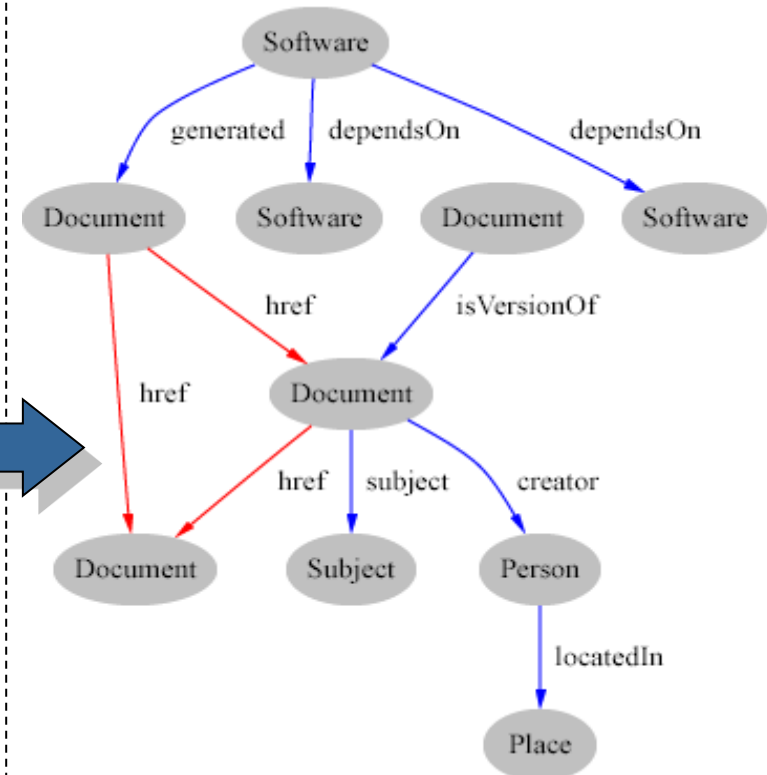 Software
generated
dependsOn
dependsOn
Document
Software
Document
Software
href
isVersionOf
href
Document
href
subject
creator
Document
Subject
Person
locatedIn
Place